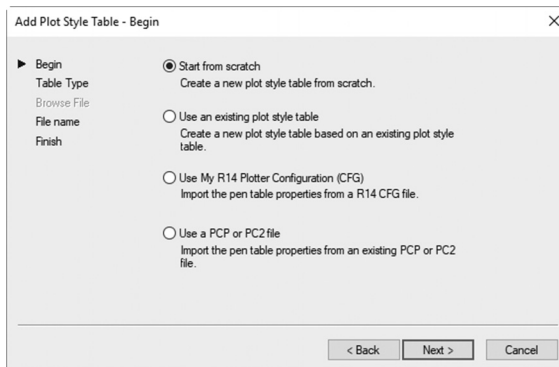 Add Plot Style Table - Begin
Begin
Table Type
Browse File
File name
Finish
Start from scratch
Create a new plot style table from scratch.
Use an existing plot style table
Create a new plot style table based on an existing plot style
table.
Use My R14 Plotter Configuration (CFG)
Import the pen table properties from a R14 CFG file.
Use a PCP or PC2 file
Import the pen table properties from an existing PCP or PC2
file.
< Back
Next >
Cancel